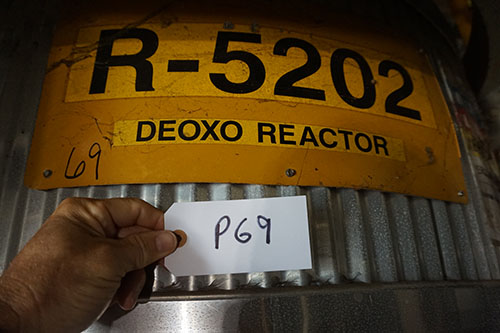 R-5202
DEOXO REACTOR
69
P69